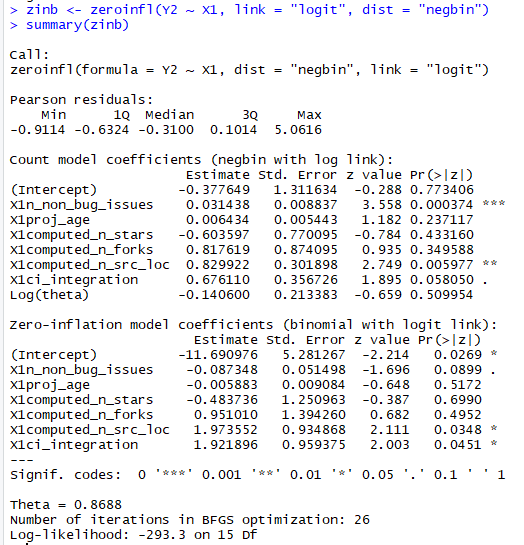 > zinb <- zeroinfl(Y2 ~ X1, link = "logit", dist = "negbin")
> summary(zinb)
Call:
zeroinfl(formula = Y2 ~ X1, dist = "negbin", link = "logit")
Pearson residuals:
    Min      1Q  Median      3Q     Max
-0.9114 -0.6324 -0.3100  0.1014  5.0616
Count model coefficients (negbin with log link):
                    Estimate Std. Error z value Pr(>|z|)
(Intercept)        -0.377649   1.311634  -0.288 0.773406
X1n_non_bug_issues  0.031438   0.008837   3.558 0.000374 ***
X1proj_age          0.006434   0.005443   1.182 0.237117
X1computed_n_stars -0.603597   0.770095  -0.784 0.433160
X1computed_n_forks  0.817619   0.874095   0.935 0.349588
X1computed_n_src_loc  0.829922   0.301898   2.749 0.005977 **
X1ci_integration    0.676110   0.356726   1.895 0.058050 .
Log(theta)         -0.140600   0.213383  -0.659 0.509954
Zero-inflation model coefficients (binomial with logit link):
                    Estimate Std. Error z value Pr(>|z|)
(Intercept)        -11.690976   5.281267  -2.214   0.0269 *
X1n_non_bug_issues  -0.087348   0.051498  -1.696   0.0899 .
X1proj_age          -0.005883   0.009084  -0.648   0.5172
X1computed_n_stars  -0.483736   1.250963  -0.387   0.6990
X1computed_n_forks   0.951010   1.394260   0.682   0.4952
X1computed_n_src_loc   1.973552   0.934868   2.111   0.0348 *
X1ci_integration     1.921896   0.959375   2.003   0.0451 *
---
Signif. codes:  0 '***' 0.001 '**' 0.01 '*' 0.05 '.' 0.1 ' ' 1
Theta = 0.8688
Number of iterations in BFGS optimization: 26
Log-likelihood: -293.3 on 15 Df